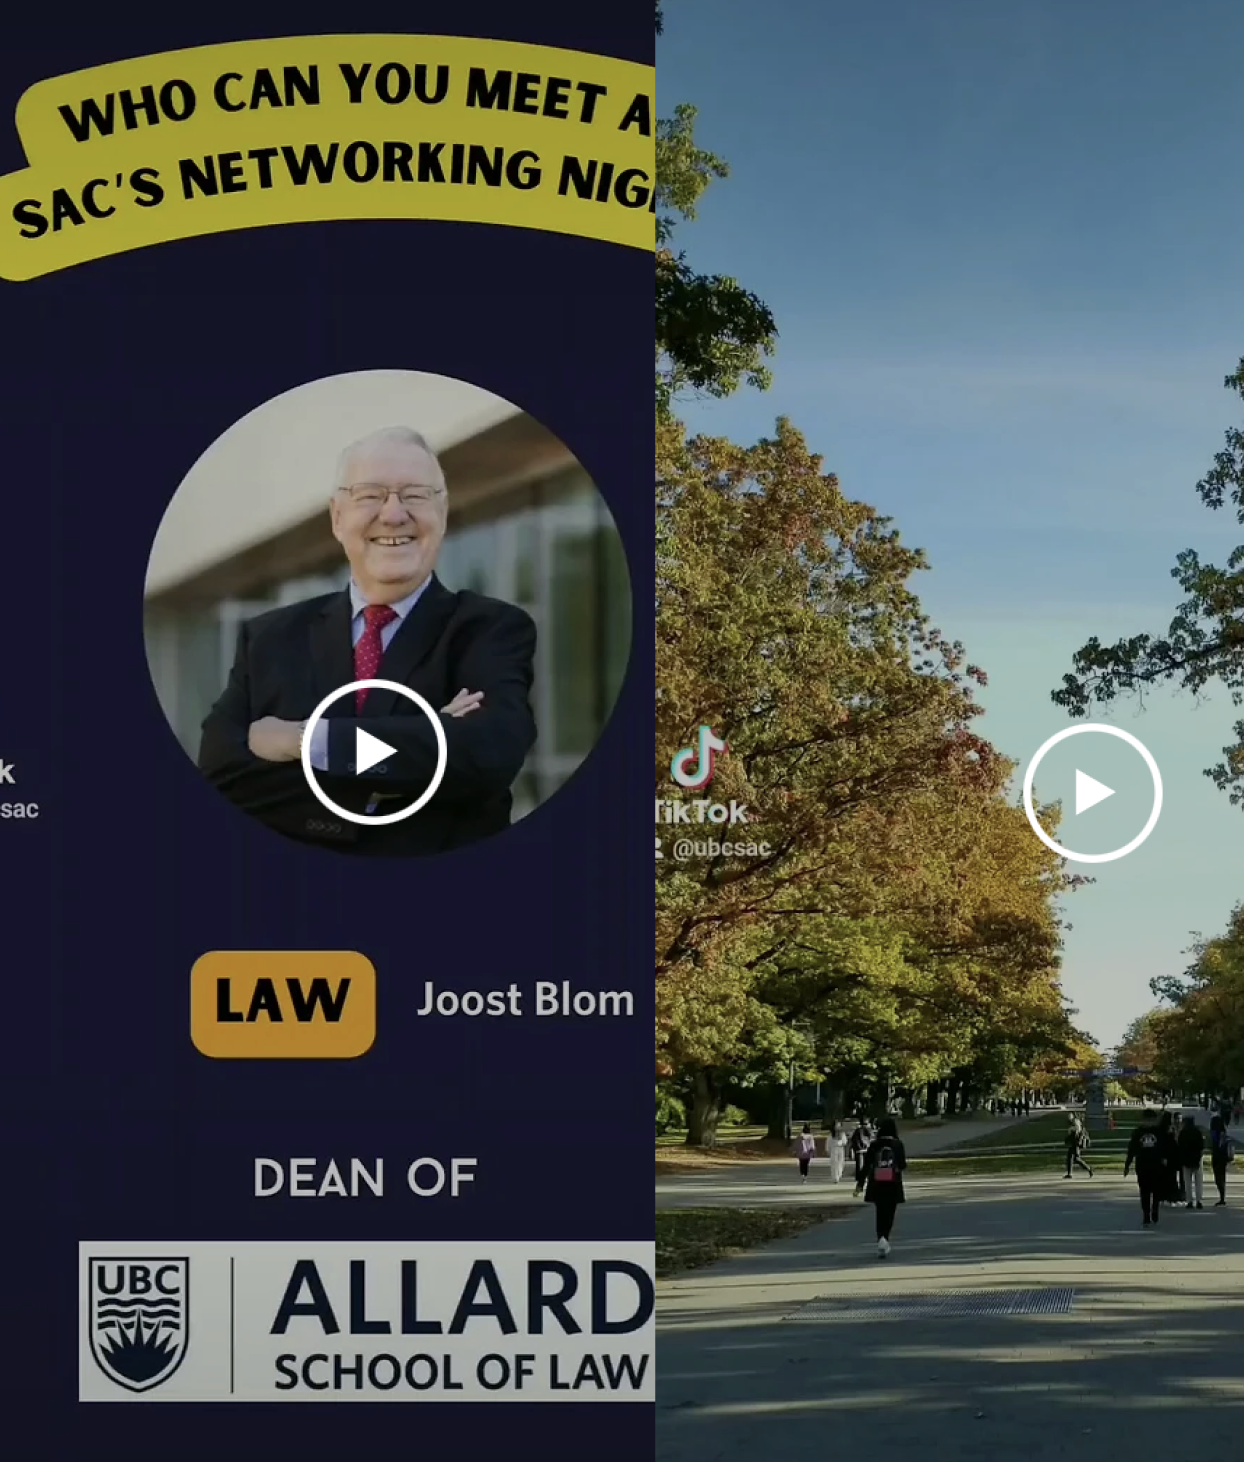 WHO CAN YOU MEET A
SAC'S NETWORKING NIG
k
sac
LAW
Joost Blom
DEAN OF
UBC
ALLARD
SCHOOL OF LAW
TikTok
@ubcsac